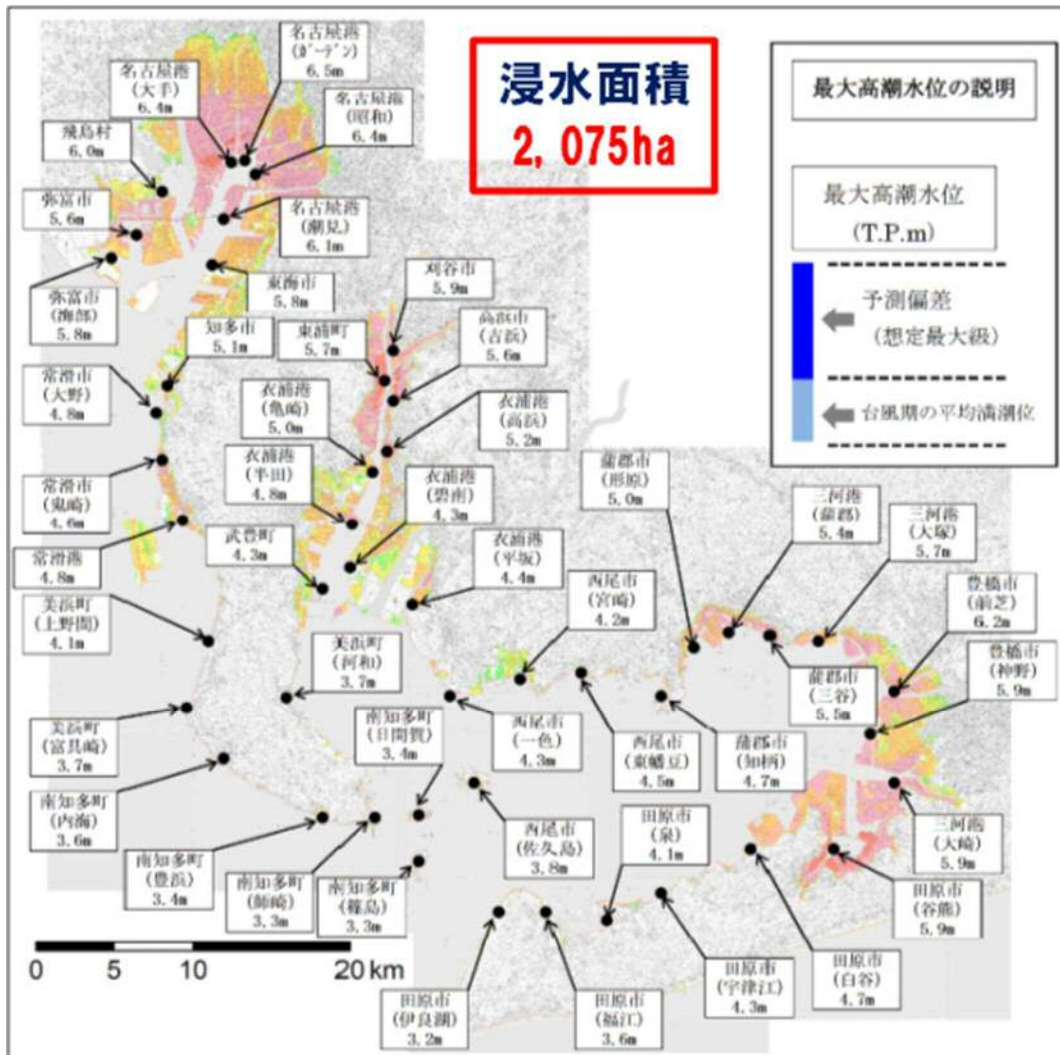 名古屋港
(ガーデン)
6.5m
名古屋港
(大手)
6.4m
名古屋港
(昭和)
6.4m
飛島村
6.0m
弥富市
5.6m
名古屋港
(潮見)
6.1m
弥富市
(海部)
5.8m
東海市
5.8m
浸水面積
2,075ha
最大高潮水位の説明
最大高潮水位
(T.P.m)
予測偏差
(想定最大級)
台風期の平均満潮位
刈谷市
5.9m
知多市
5.1m
東浦町
5.7m
高浜市
(吉浜)
5.6m
常滑市
(大野)
4.8m
衣浦港
(亀崎)
5.0m
衣浦港
(高浜)
5.2m
常滑市
(鬼崎)
4.6m
衣浦港
(半田)
4.8m
衣浦港
(碧南)
4.3m
蒲郡市
(形原)
5.0m
三河港
(蒲郡)
5.4m
三河港
(大塚)
5.7m
常滑港
4.8m
武豊町
4.3m
衣浦港
(平坂)
4.4m
西尾市
(宮崎)
4.2m
豊橋市
(前芝)
6.2m
美浜町
(上野間)
4.1m
美浜町
(河和)
3.7m
蒲郡市
(三谷)
5.5m
豊橋市
(神野)
5.9m
美浜町
(富具崎)
3.7m
南知多町
(日間賀)
3.4m
西尾市
(一色)
4.3m
西尾市
(東幡豆)
4.5m
蒲郡市
(知柄)
4.7m
南知多町
(内海)
3.6m
西尾市
(佐久島)
3.8m
田原市
(泉)
4.1m
三河港
(大崎)
5.9m
南知多町
(豊浜)
3.4m
南知多町
(師崎)
3.3m
南知多町
(篠島)
3.3m
田原市
(谷熊)
5.9m
0 5 10 20 km
田原市
(伊良湖)
3.2m
田原市
(福江)
3.6m
田原市
(宇津江)
4.3m
田原市
(白谷)
4.7m